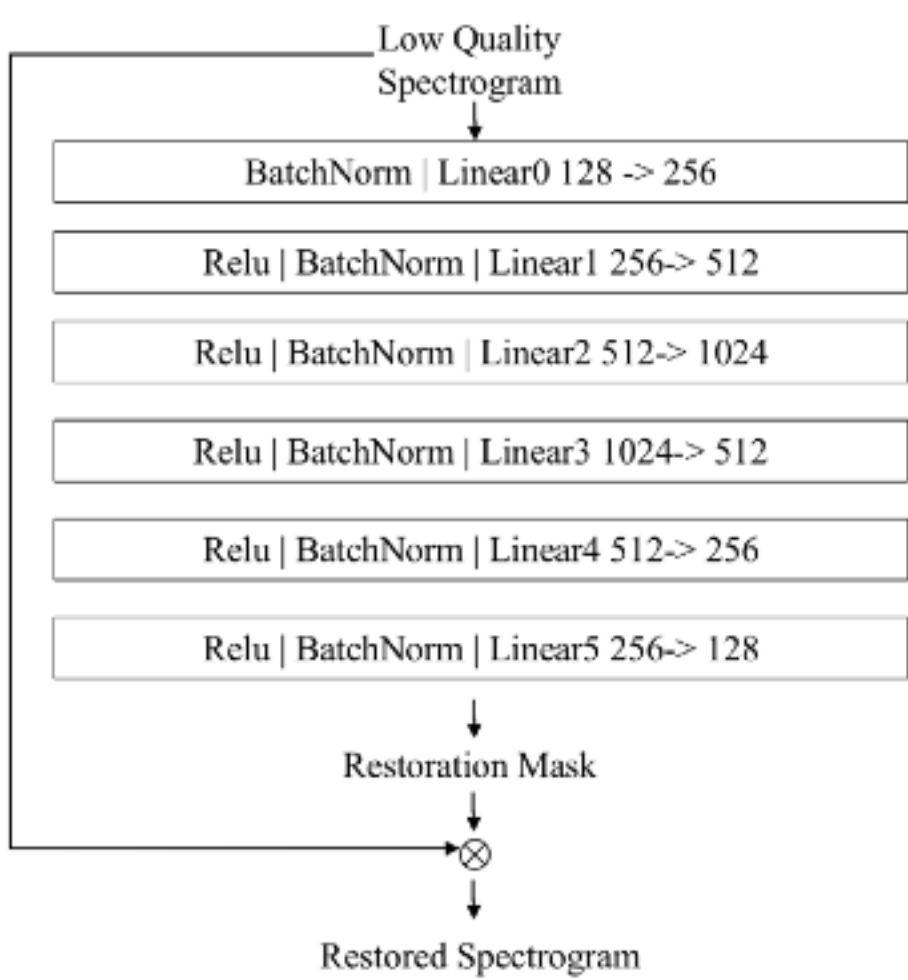 Low Quality
Spectrogram
BatchNorm | Linear0 128 -> 256
Relu | BatchNorm | Linear1 256-> 512
Relu | BatchNorm | Linear2 512-> 1024
Relu | BatchNorm | Linear3 1024-> 512
Relu | BatchNorm | Linear4 512-> 256
Relu | BatchNorm | Linear5 256-> 128
Restoration Mask
Restored Spectrogram